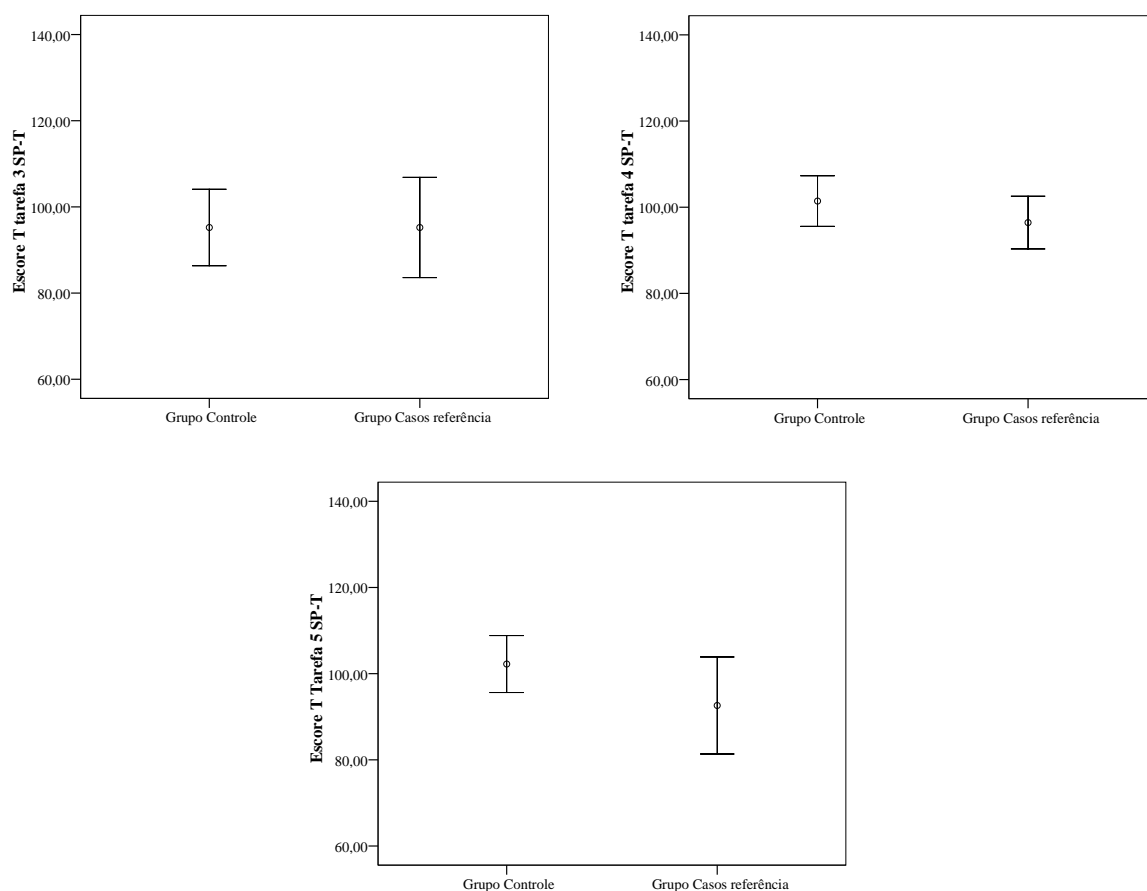 Escore T tarefa 3 SP-T
140,00
120,00
100,00
80,00
60,00
Grupo Controle
Grupo Casos referência
Escore T tarefa 4 SP-T
140,00
120,00
100,00
80,00
60,00
Grupo Controle
Grupo Casos referência
Escore T Tarefa 5 SP-T
140,00
120,00
100,00
80,00
60,00
Grupo Controle
Grupo Casos referência